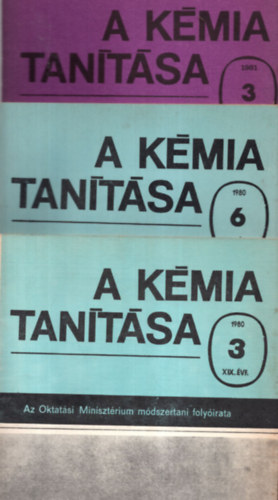 A KÉMIA
TANÍTÁSA
3
A KÉMIA
TANÍTÁSA
1980
6
A KÉMIA
TANÍTÁSA
1980
3
XIX. ÉVF.
Az Oktatási Minisztérium módszertani folyóirata